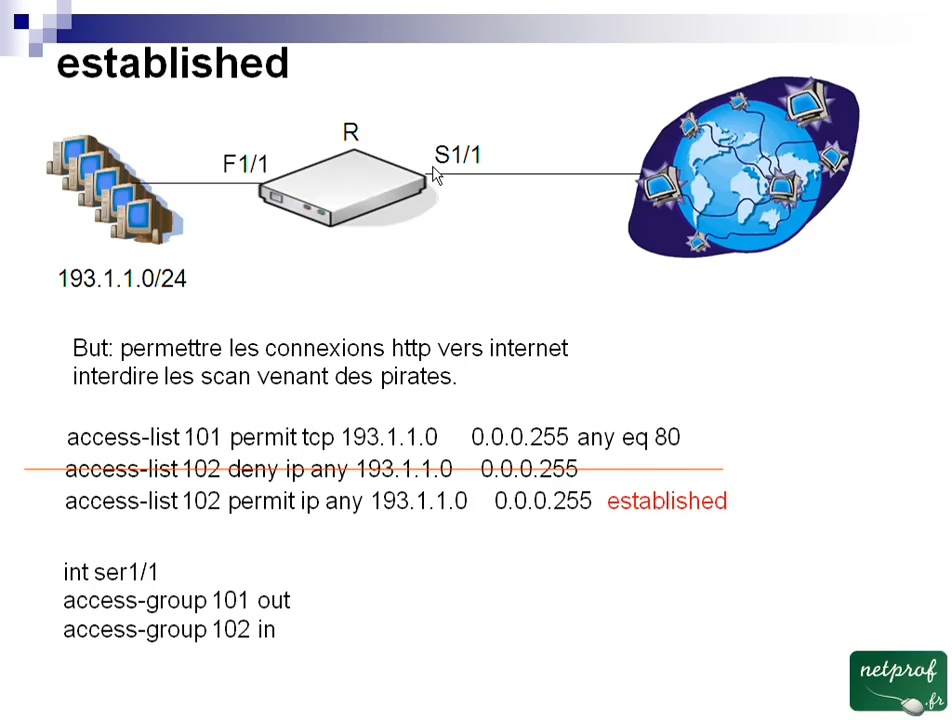 established
R
F1/1
S1/1
193.1.1.0/24
But: permettre les connexions http vers internet
interdire les scan venant des pirates.
access-list 101 permit tcp 193.1.1.0 0.0.0.255 any eq 80
access-list 102 deny ip any 193.1.1.0 0.0.0.255
access-list 102 permit ip any 193.1.1.0 0.0.0.255 established
int ser1/1
access-group 101 out
access-group 102 in
netprof
.fr